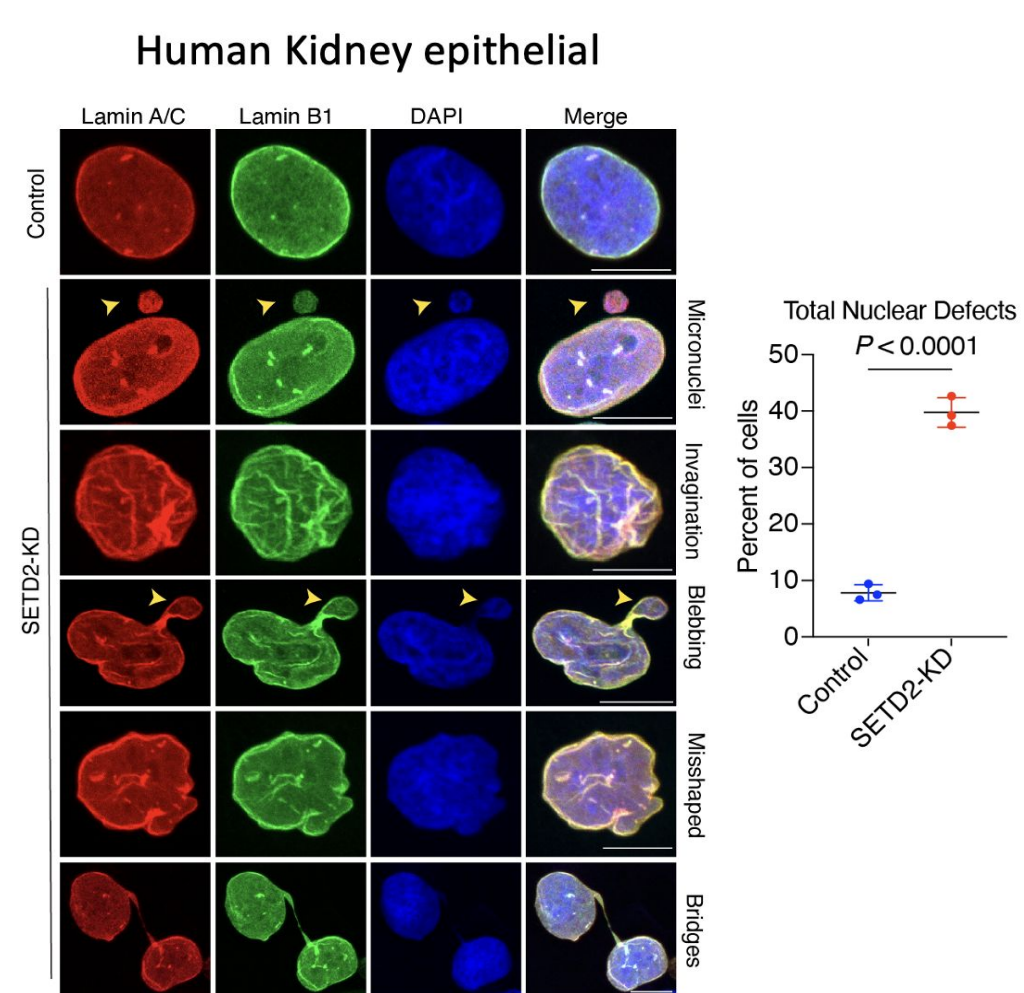 Human Kidney epithelial
Lamin A/C Lamin B1 DAPI Merge
Control
SETD2-KD
Micronuclei
Invagination
Blebbing
Misshaped
Bridges
Total Nuclear Defects
P < 0.0001
Percent of cells
50
40
30
20
10
0
Control
SETD2-KD